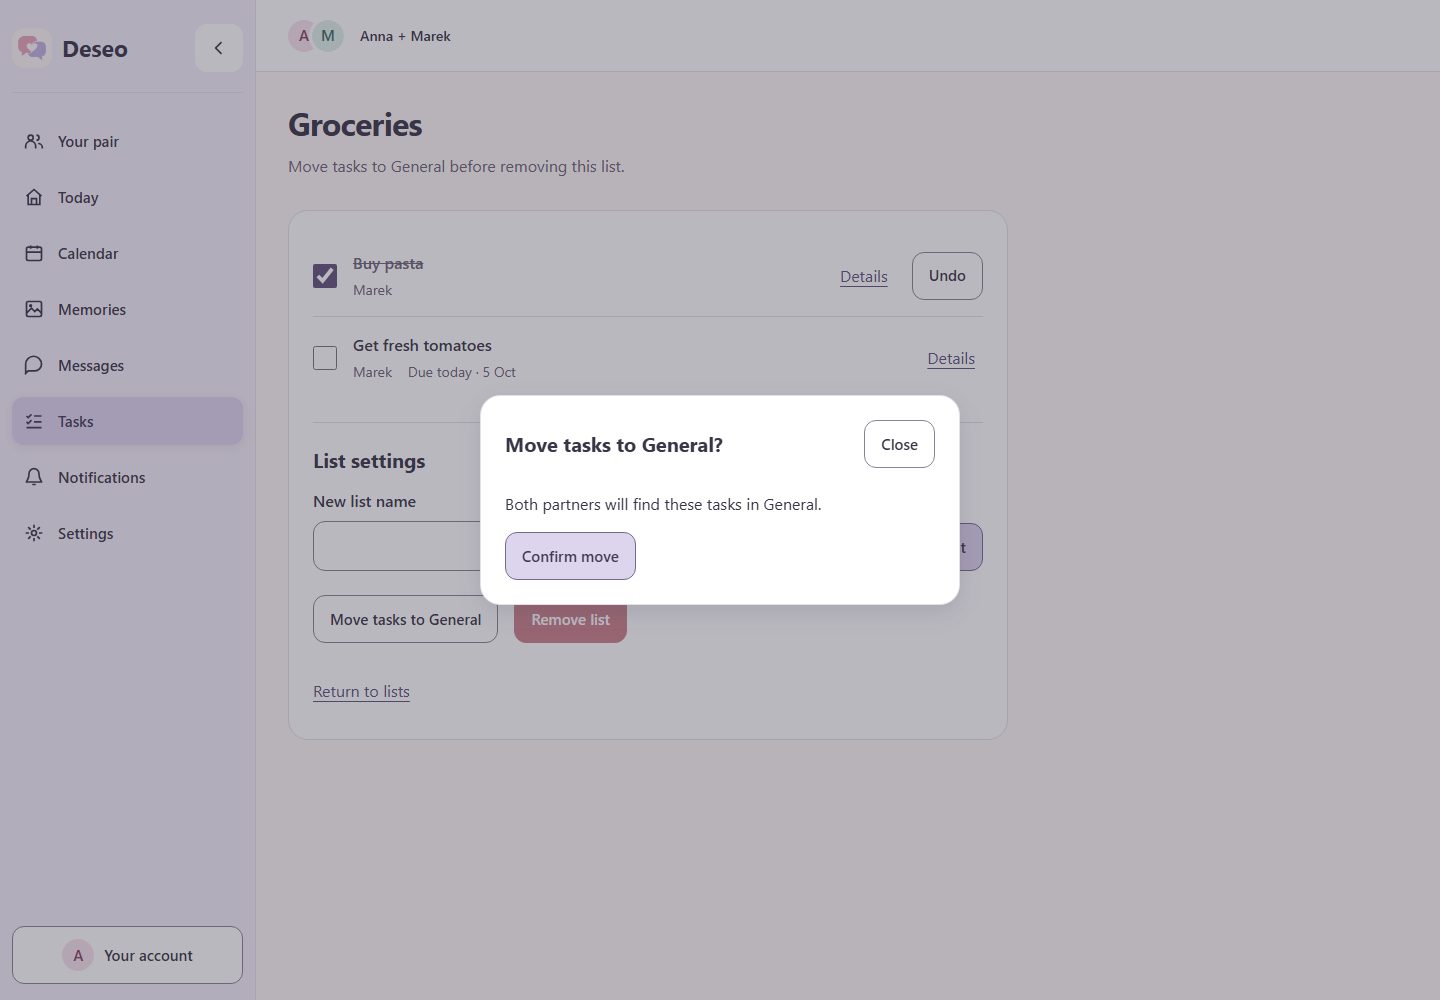 Deseo
Your pair
Today
Calendar
Memories
Messages
Tasks
Notifications
Settings
A Your account
A M Anna + Marek
Groceries
Move tasks to General before removing this list.
Buy pasta
Marek
Details
Undo
Get fresh tomatoes
Marek Due today · 5 Oct
Details
Move tasks to General?
Close
Both partners will find these tasks in General.
Confirm move
List settings
New list name
t
Move tasks to General
Remove list
Return to lists